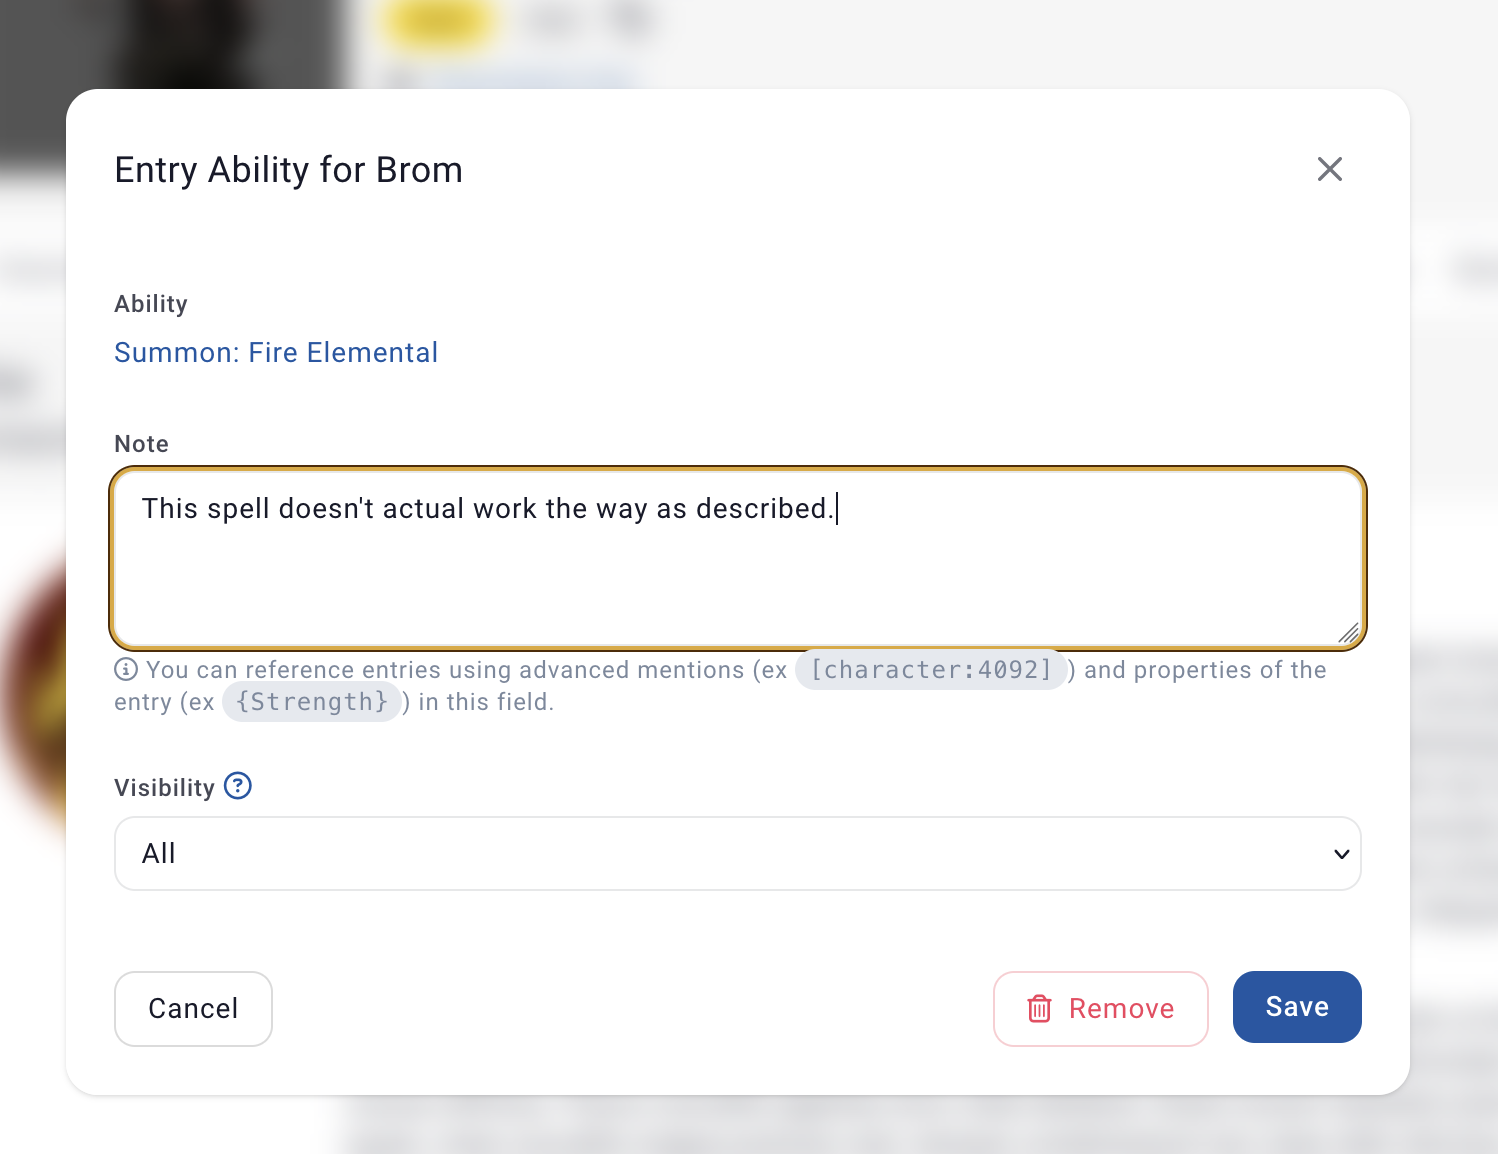 Entry Ability for Brom
Ability
Summon: Fire Elemental
Note
This spell doesn't actual work the way as described.
You can reference entries using advanced mentions (ex [character:4092]) and properties of the
entry (ex {Strength}) in this field.
Visibility
All
Cancel
Remove
Save